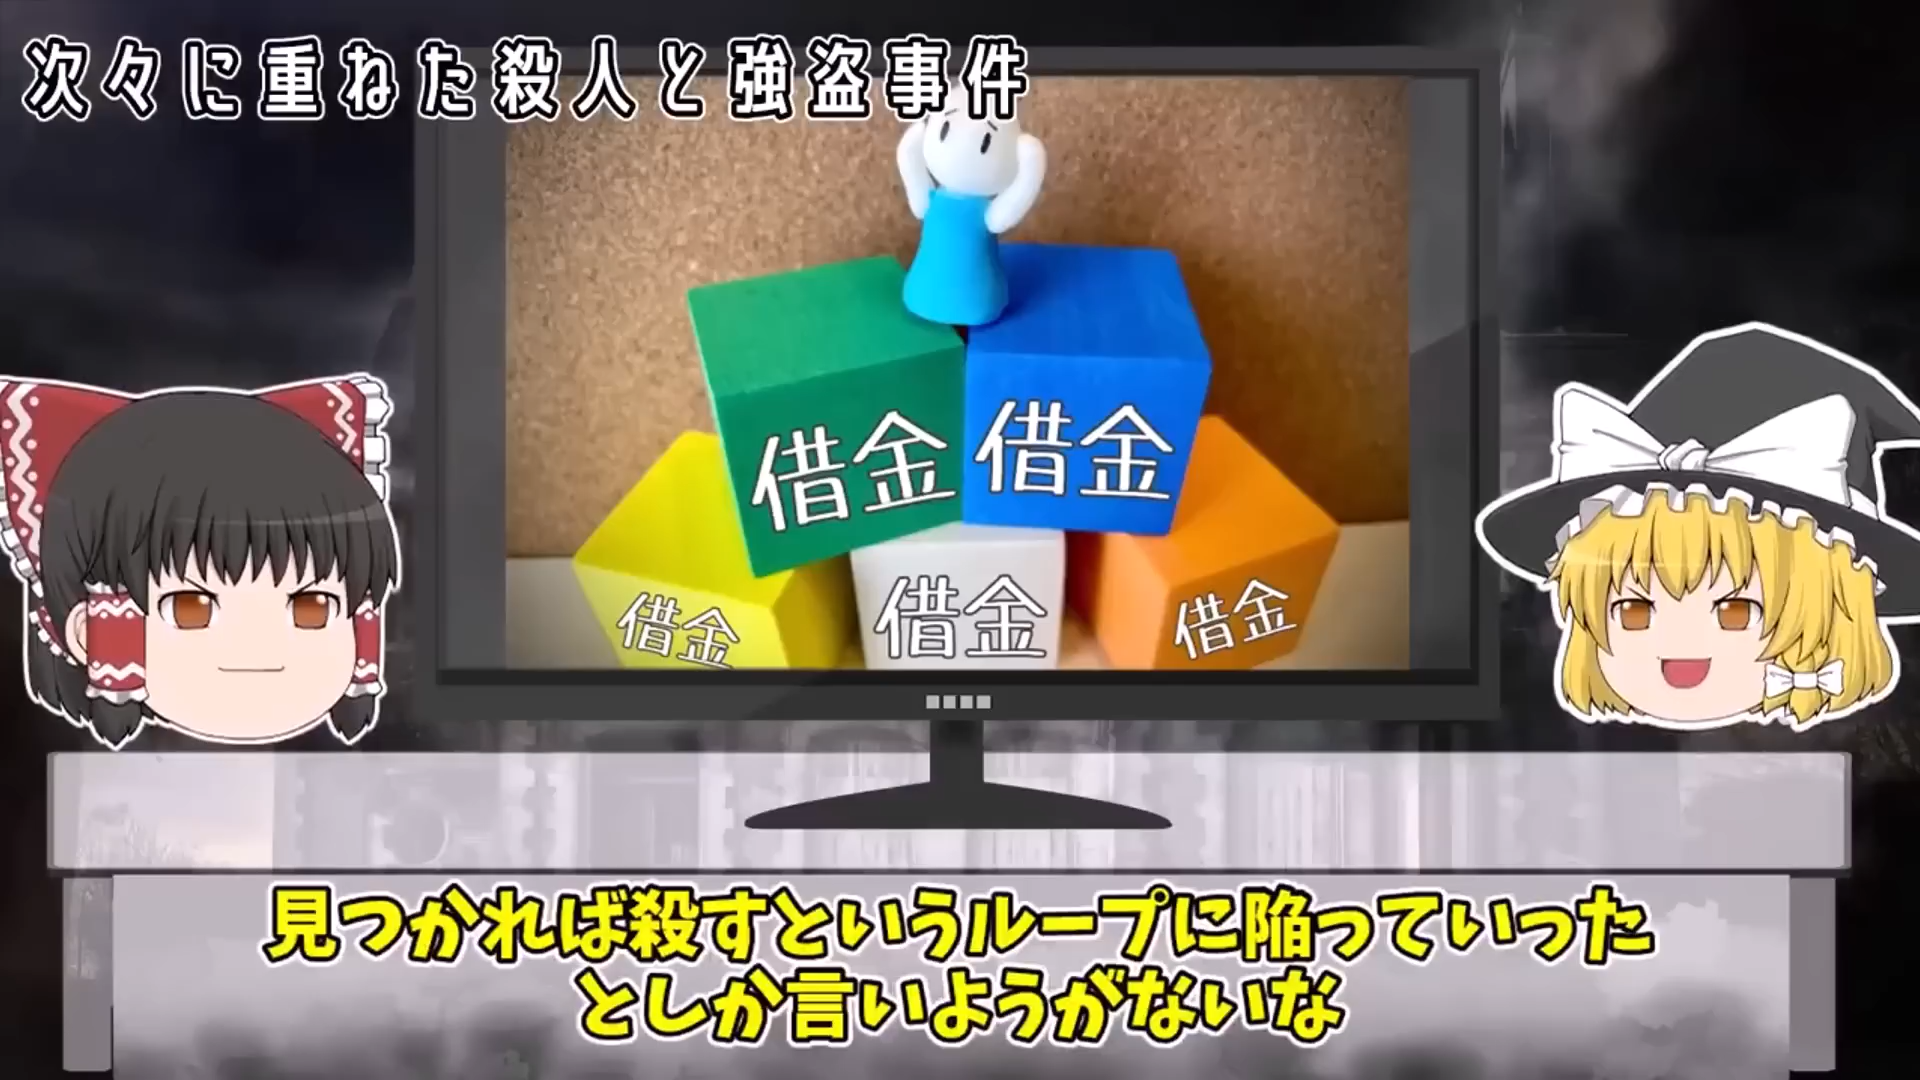 次々に重ねた殺人と強盗事件
借金
借金
借金
借金
借金
見つかれば殺すというループに陥っていった
としか言いようがないな